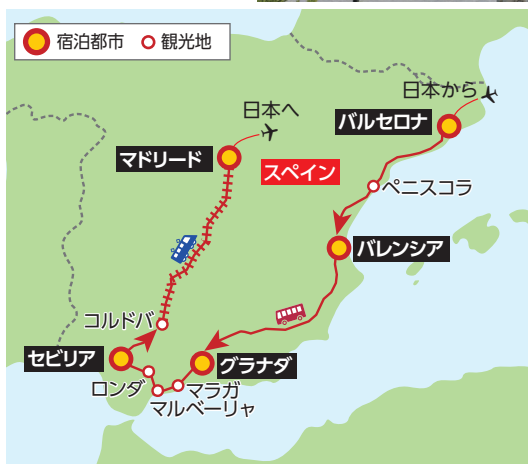 宿泊都市 観光地
日本から
日本へ
バルセロナ
マドリード
スペイン
ペニスコラ
バレンシア
コルドバ
セビリア
グラナダ
ロンダ
マラガ
マルベーリャ